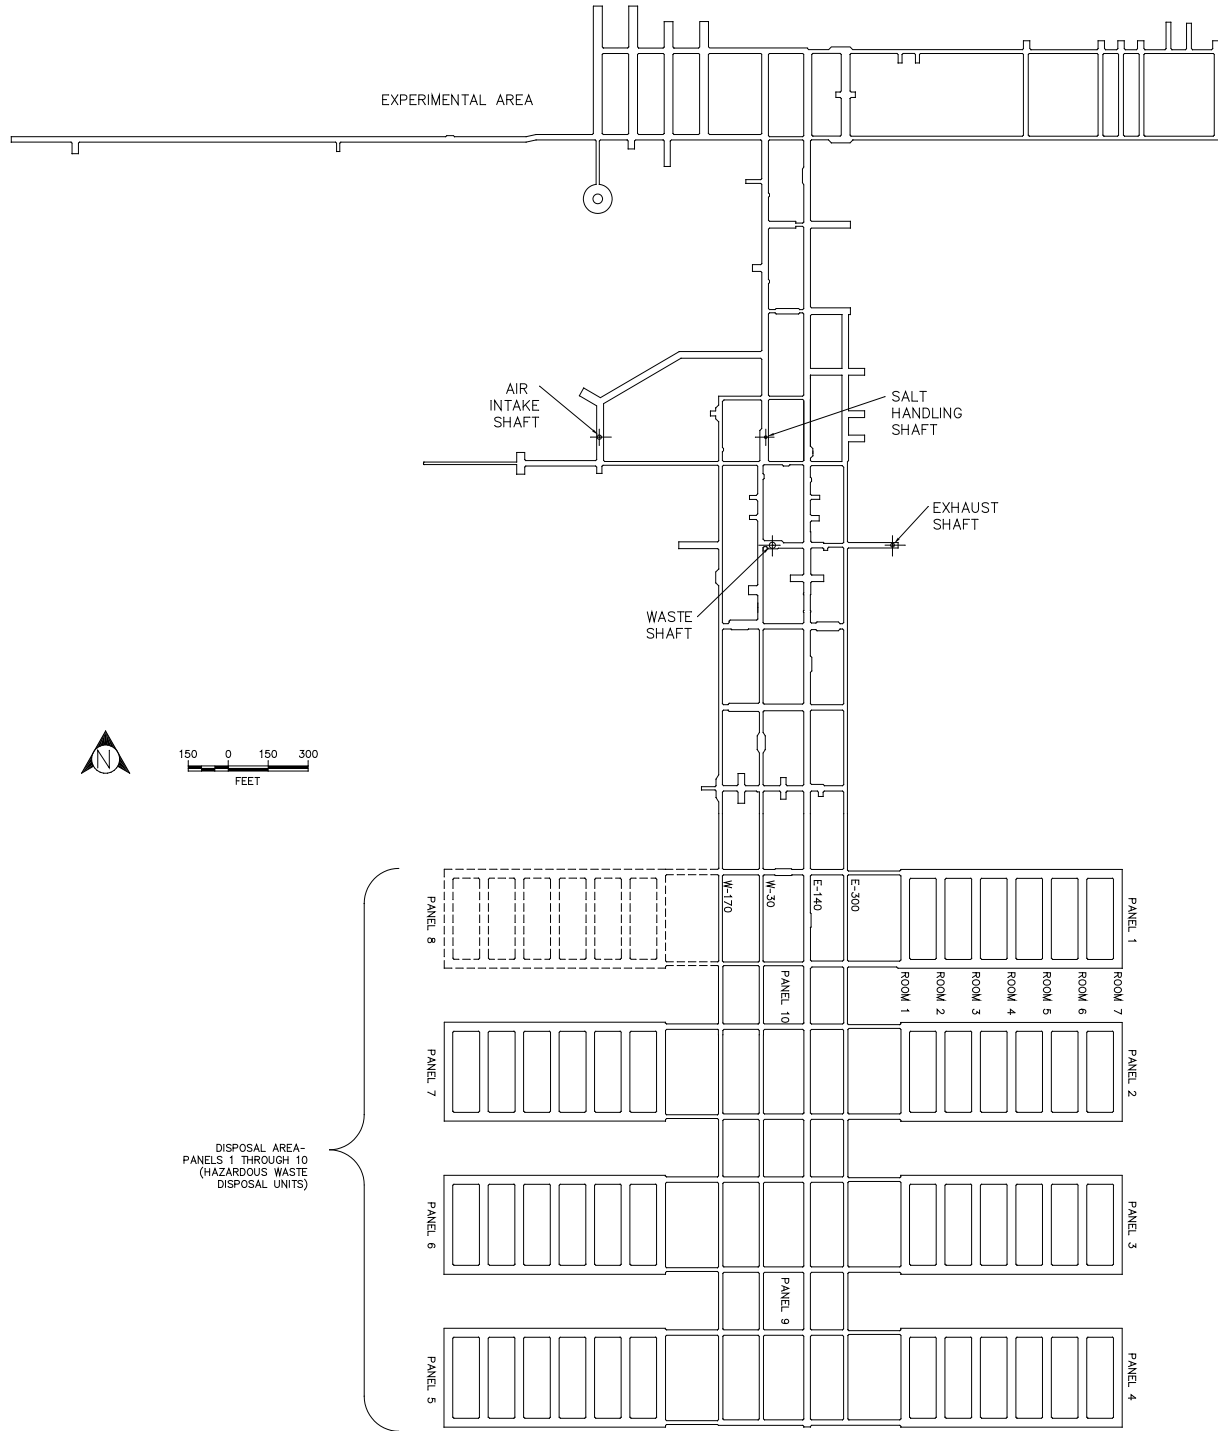 EXPERIMENTAL AREA
AIR
INTAKE
SHAFT
SALT
HANDLING
SHAFT
EXHAUST
SHAFT
WASTE
SHAFT
N
150 0 150 300
FEET
PANEL 8
W-170
W-30
E-140
E-300
PANEL 1
PANEL 10
ROOM 1
ROOM 2
ROOM 3
ROOM 4
ROOM 5
ROOM 6
ROOM 7
PANEL 7
PANEL 2
DISPOSAL AREA-
PANELS 1 THROUGH 10
(HAZARDOUS WASTE
DISPOSAL UNITS)
PANEL 6
PANEL 3
PANEL 9
PANEL 5
PANEL 4